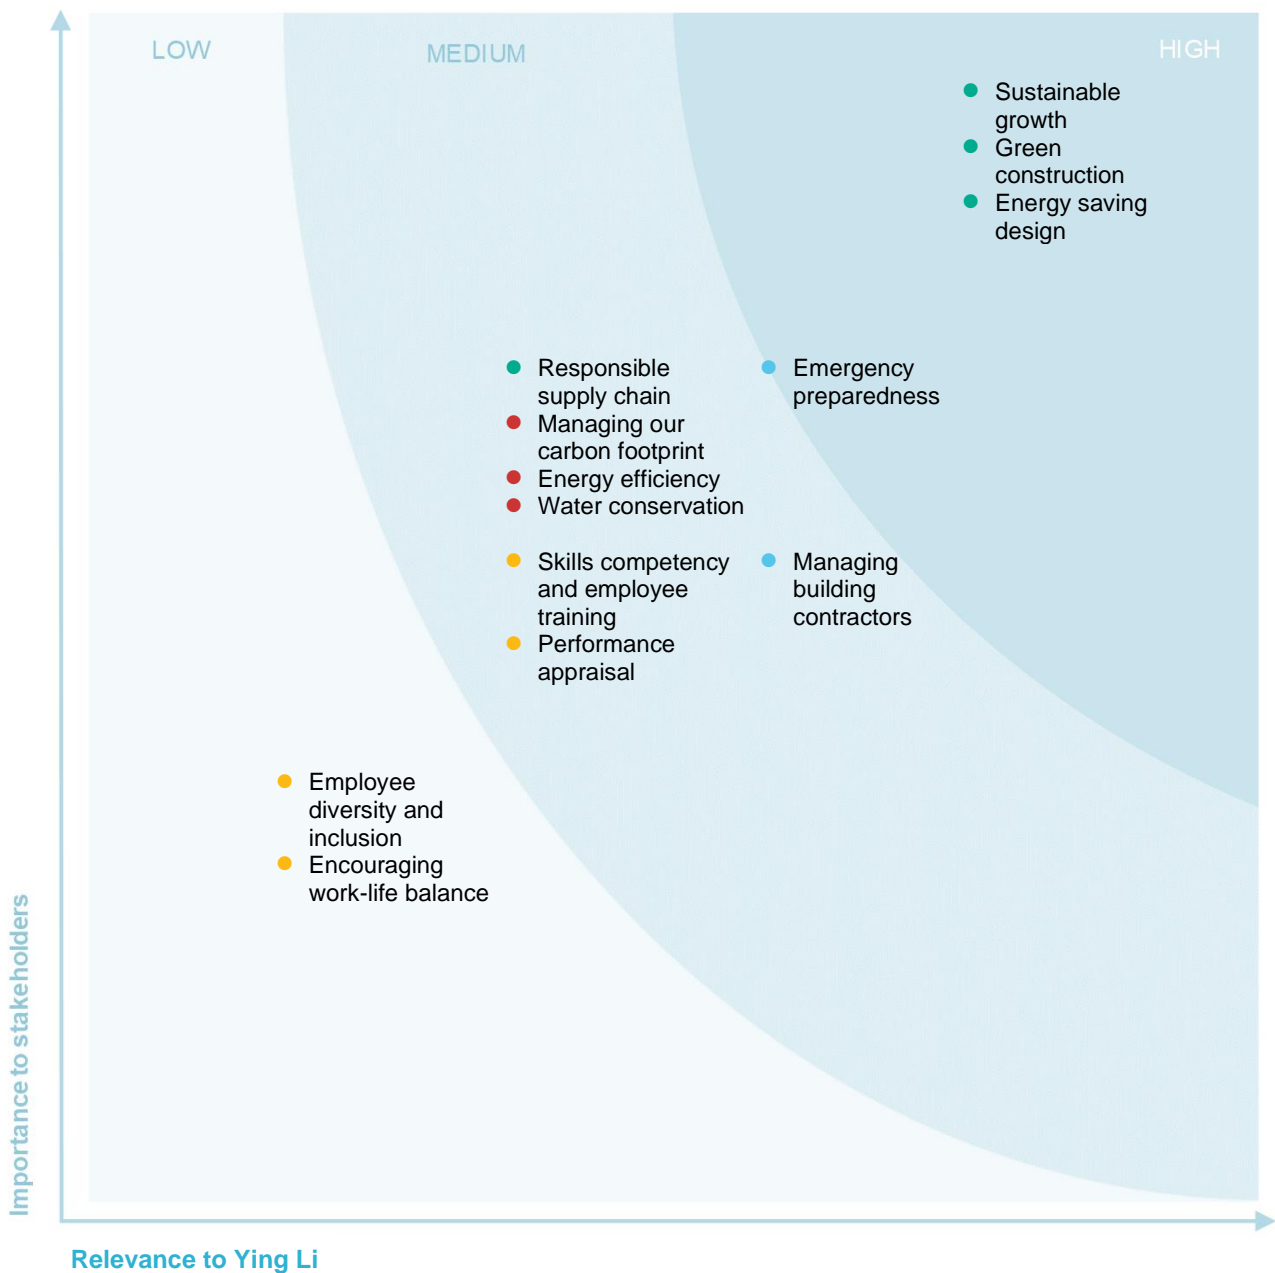 LOW
MEDIUM
HIGH
Sustainable
growth
Green
construction
Energy saving
design
Responsible
supply chain
Managing our
carbon footprint
Energy efficiency
Water conservation
Emergency
preparedness
Skills competency
and employee
training
Performance
appraisal
Managing
building
contractors
Employee
diversity and
inclusion
Encouraging
work-life balance
Importance to stakeholders
Relevance to Ying Li